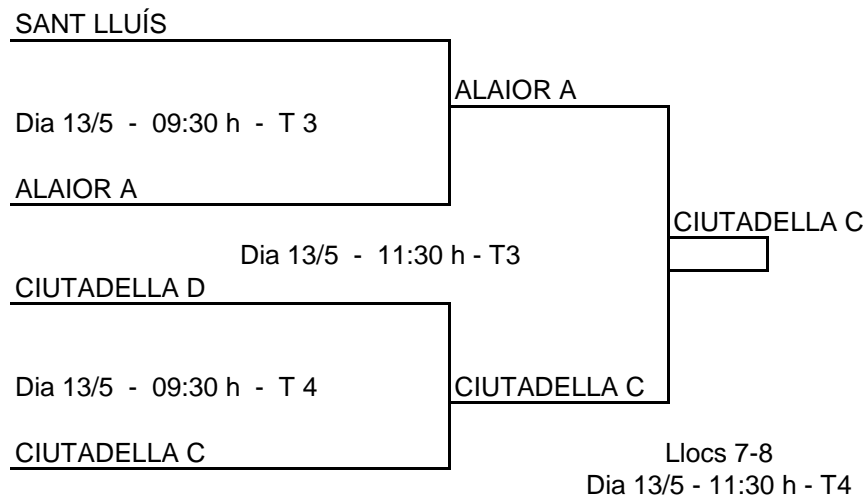 SANT LLUÍS
ALAIOR A
Dia 13/5 - 09:30 h - T 3
ALAIOR A
CIUTADELLA C
Dia 13/5 - 11:30 h - T3
CIUTADELLA D
Dia 13/5 - 09:30 h - T 4
CIUTADELLA C
CIUTADELLA C
Llocs 7-8
Dia 13/5 - 11:30 h - T4